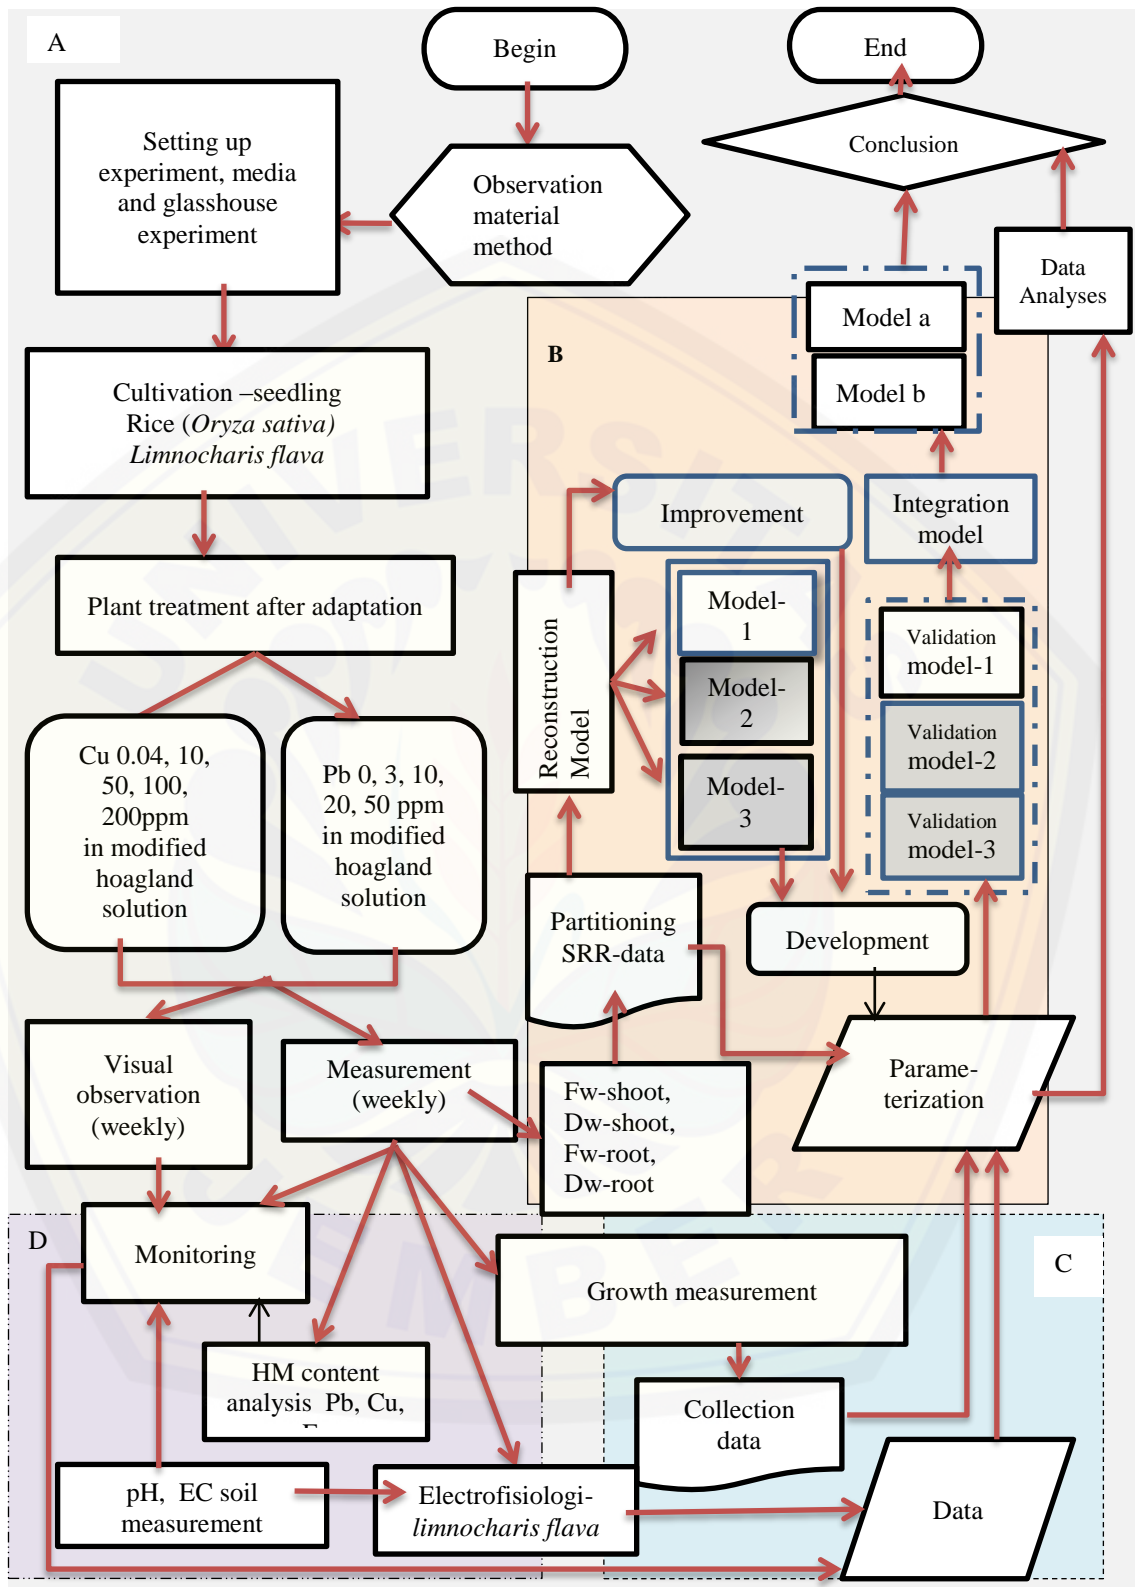 A
Begin
End
Setting up
experiment, media
and glasshouse
experiment
Observation
material
method
Conclusion
Data
Analyses
Cultivation –seedling
Rice (Oryza sativa)
Limnocharis flava
Plant treatment after adaptation
Cu 0.04, 10,
50, 100,
200ppm
in modified
hoagland
solution
Pb 0, 3, 10,
20, 50 ppm
in modified
hoagland
solution
Visual
observation
(weekly)
Measurement
(weekly)
B
Model a
Model b
Improvement
Integration
model
Reconstruction
Model
Model-
1
Model-
2
Model-
3
Validation
model-1
Validation
model-2
Validation
model-3
Partitioning
SRR-data
Development
Parame-
terization
Fw-shoot,
Dw-shoot,
Fw-root,
Dw-root
D
Monitoring
HM content
analysis Pb, Cu,
pH, EC soil
measurement
Electrofisiologi-
limnocharis flava
C
Growth measurement
Collection
data
Data
UNIVERSITAS
JEMBER